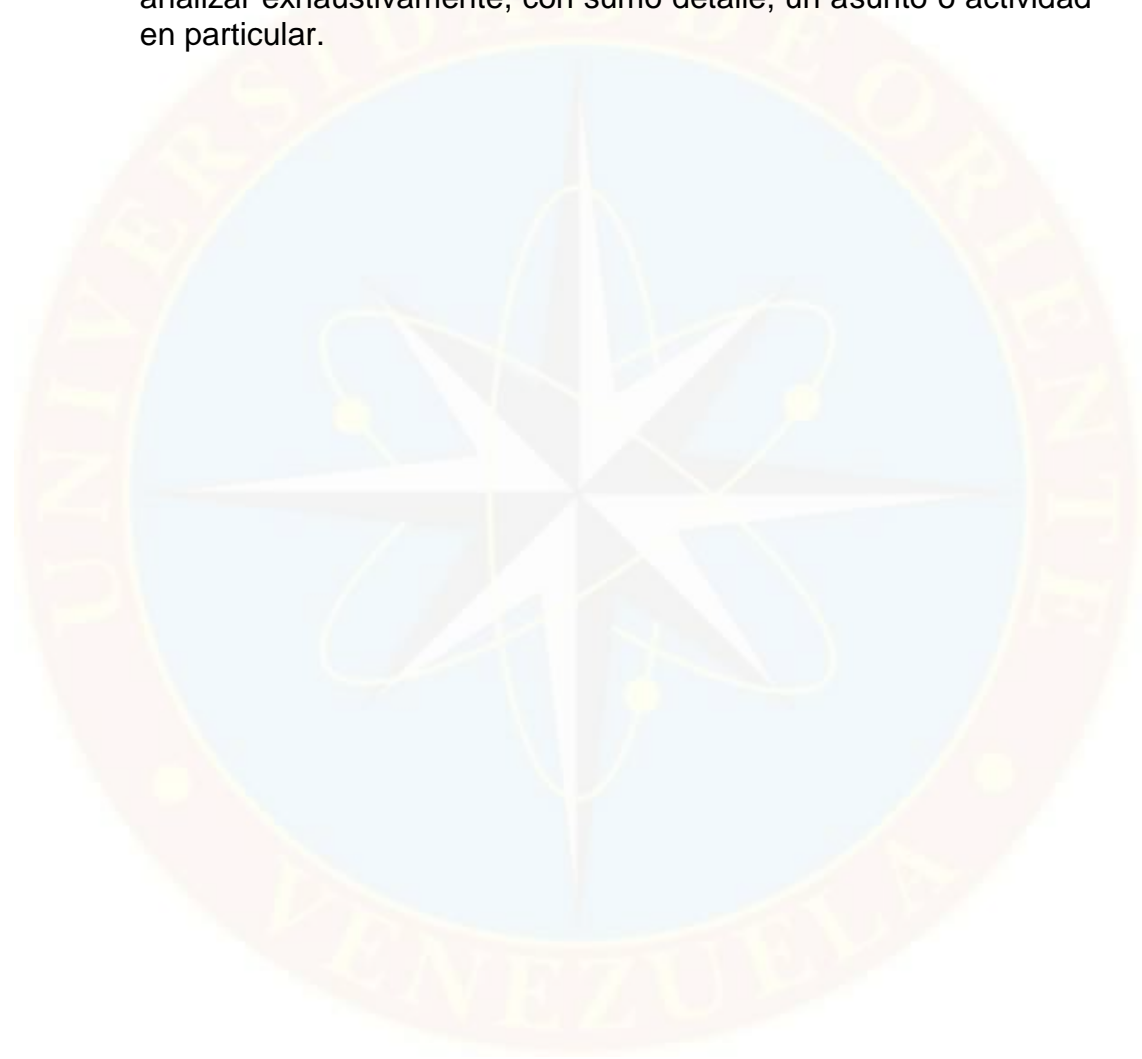 analizar exhaustivamente, con sumo detalle, un asunto o actividad
en particular.
UNIVERSIDAD DE ORIENTE
VENEZUELA